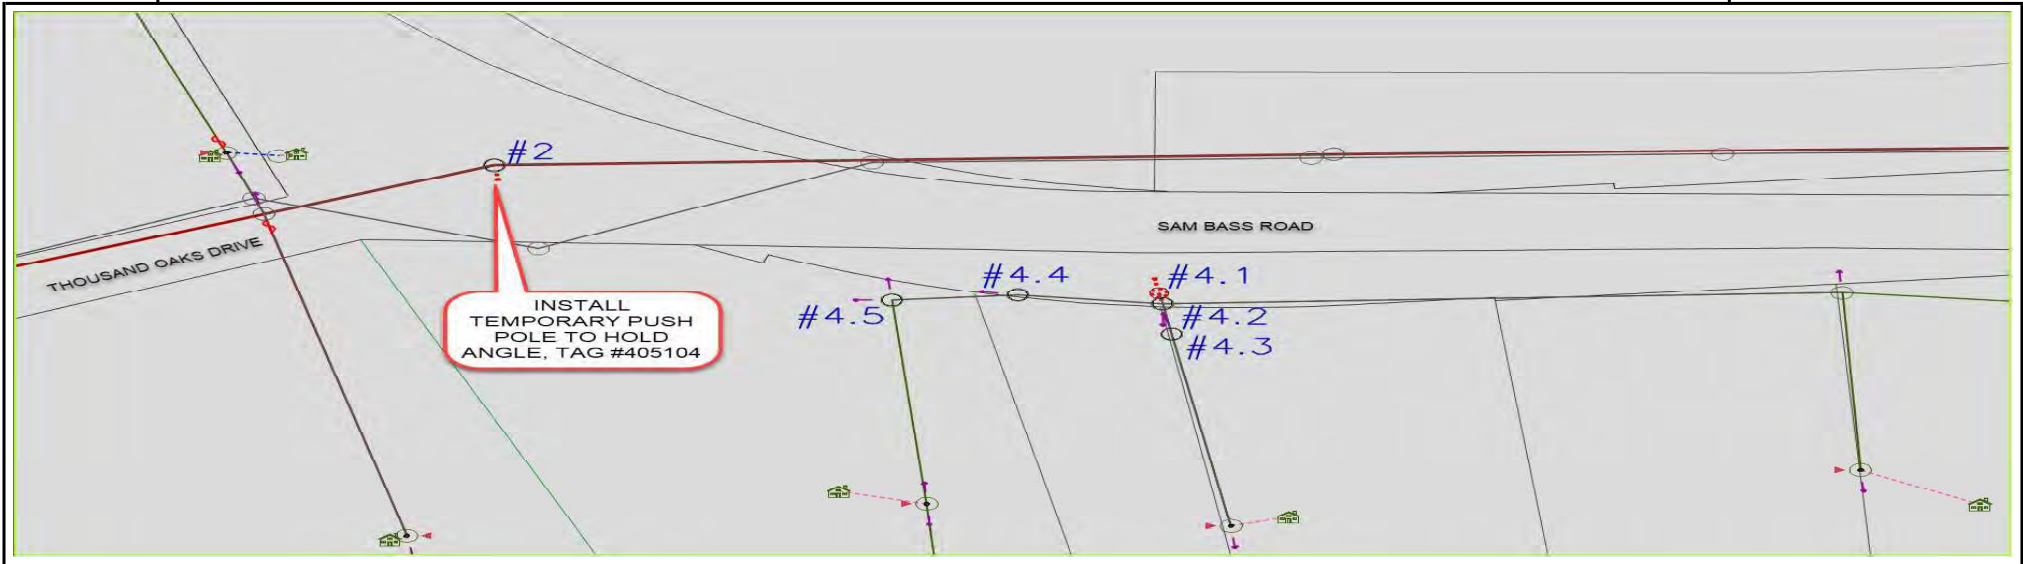 #2
SAM BASS ROAD
THOUSAND OAKS DRIVE
#4.4
#4.1
#4.5
#4.2
#4.3
INSTALL
TEMPORARY PUSH
POLE TO HOLD
ANGLE, TAG #405104